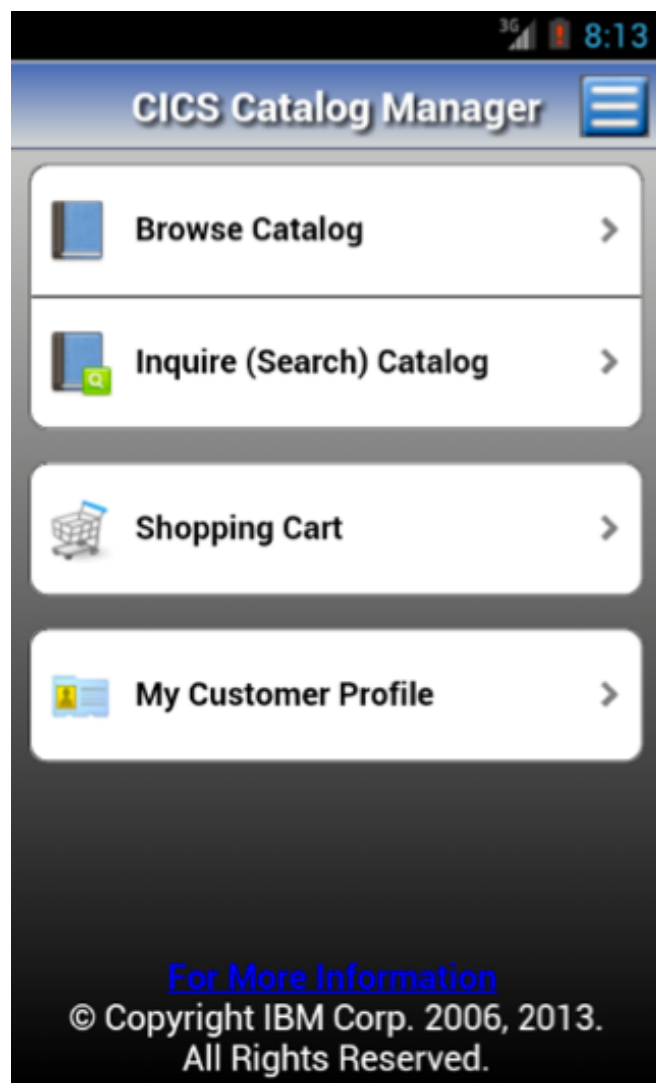 3G 8:13
CICS Catalog Manager
Browse Catalog
Inquire (Search) Catalog
Shopping Cart
My Customer Profile
For More Information
© Copyright IBM Corp. 2006, 2013.
All Rights Reserved.